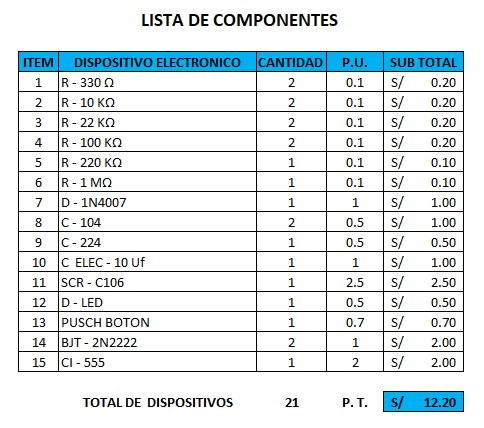 LISTA DE COMPONENTES
ITEM DISPOSITIVO ELECTRONICO CANTIDAD P.U. SUB TOTAL
1 R - 330 Ω 2 0.1 S/ 0.20
2 R - 10 KΩ 2 0.1 S/ 0.20
3 R - 22 KΩ 2 0.1 S/ 0.20
4 R - 100 KΩ 2 0.1 S/ 0.20
5 R - 220 KΩ 1 0.1 S/ 0.10
6 R - 1 MΩ 1 0.1 S/ 0.10
7 D - 1N4007 1 1 S/ 1.00
8 C - 104 2 0.5 S/ 1.00
9 C - 224 1 0.5 S/ 0.50
10 C ELEC - 10 Uf 1 1 S/ 1.00
11 SCR - C106 1 2.5 S/ 2.50
12 D - LED 1 0.5 S/ 0.50
13 PUSCH BOTON 1 0.7 S/ 0.70
14 BJT - 2N2222 2 1 S/ 2.00
15 CI - 555 1 2 S/ 2.00
TOTAL DE DISPOSITIVOS 21 P. T. S/ 12.20